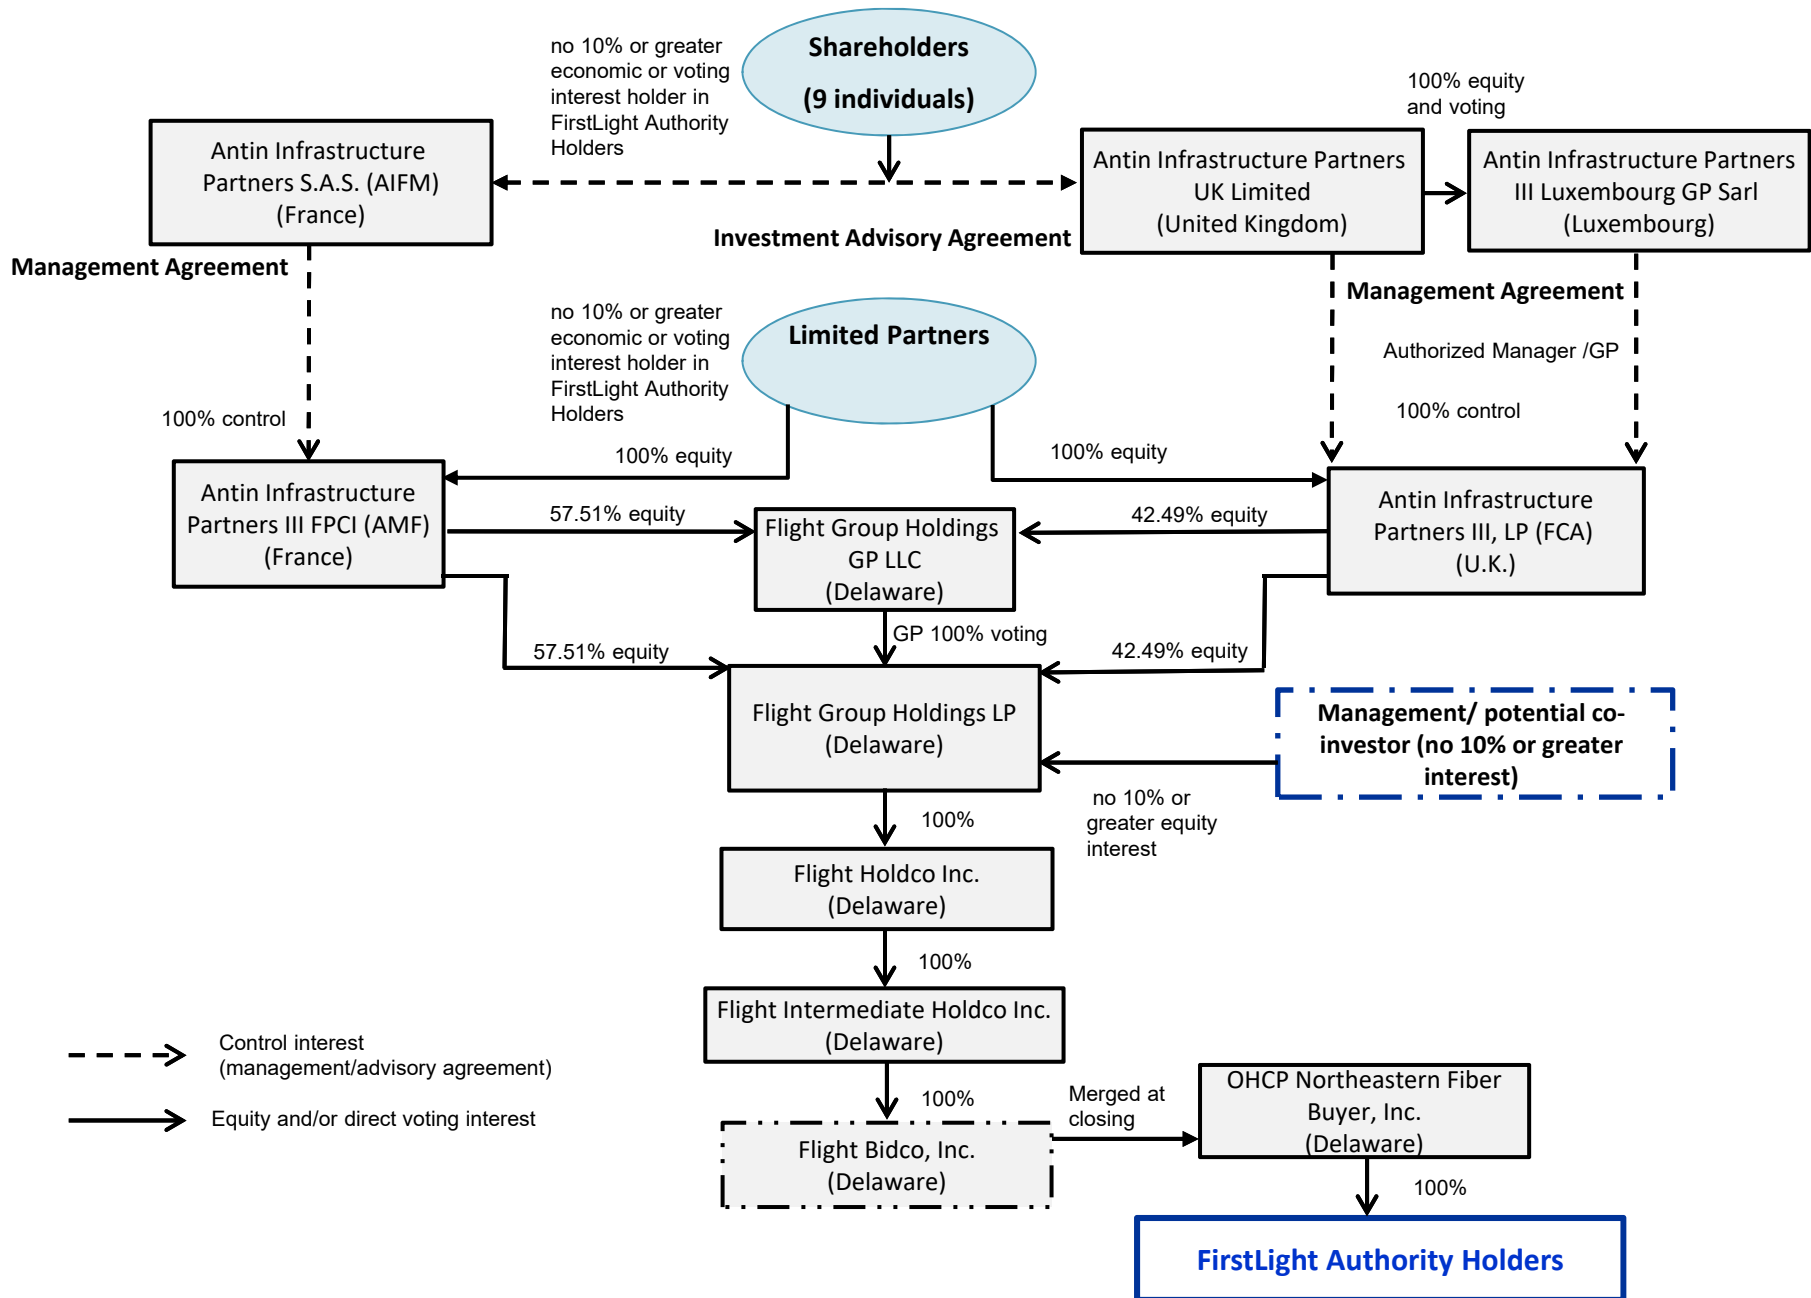 no 10% or greater
economic or voting
interest holder in
FirstLight Authority
Holders
Shareholders
(9 individuals)
100% equity
and voting
Antin Infrastructure
Partners S.A.S. (AIFM)
(France)
Antin Infrastructure Partners
UK Limited
(United Kingdom)
Antin Infrastructure Partners
III Luxembourg GP Sarl
(Luxembourg)
Investment Advisory Agreement
Management Agreement
Management Agreement
no 10% or greater
economic or voting
interest holder in
FirstLight Authority
Holders
Limited Partners
Authorized Manager /GP
100% control
100% control
100% equity
100% equity
Antin Infrastructure
Partners III FPCI (AMF)
(France)
57.51% equity
Flight Group Holdings
GP LLC
(Delaware)
42.49% equity
Antin Infrastructure
Partners III, LP (FCA)
(U.K.)
GP 100% voting
57.51% equity
42.49% equity
Flight Group Holdings LP
(Delaware)
Management/ potential co-
investor (no 10% or greater
interest)
no 10% or
greater equity
interest
100%
Flight Holdco Inc.
(Delaware)
100%
Flight Intermediate Holdco Inc.
(Delaware)
Control interest
(management/advisory agreement)
Equity and/or direct voting interest
100%
Merged at
closing
OHCP Northeastern Fiber
Buyer, Inc.
(Delaware)
Flight Bidco, Inc.
(Delaware)
100%
FirstLight Authority Holders